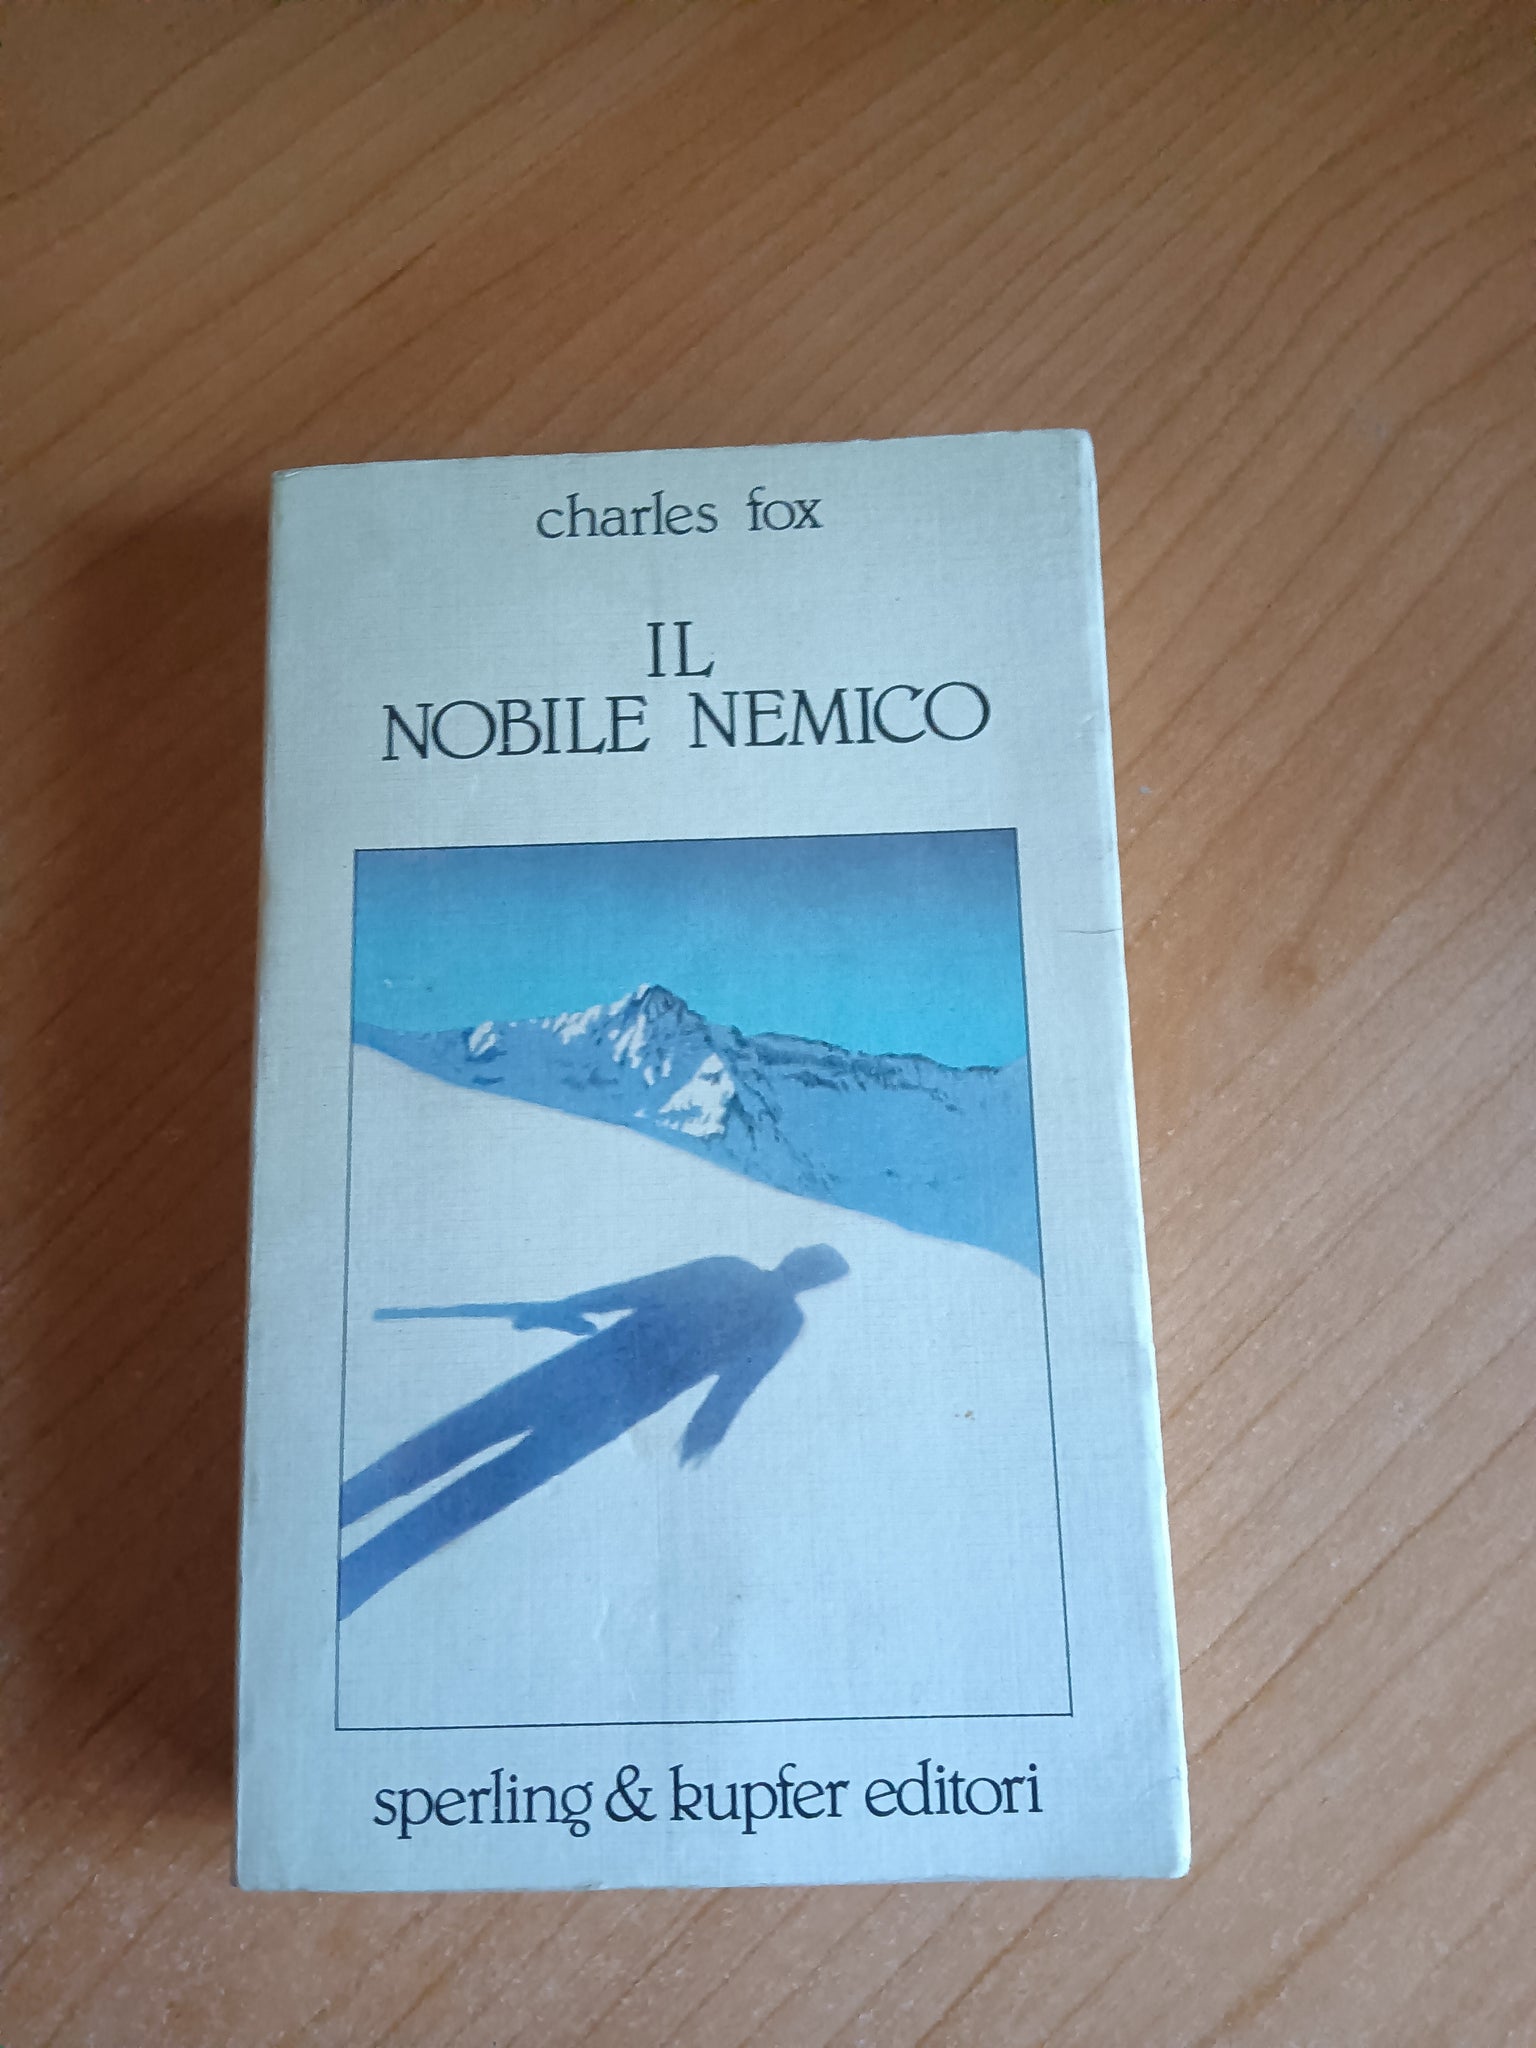 charles fox
IL
NOBILE NEMICO
sperling & kupfer editori